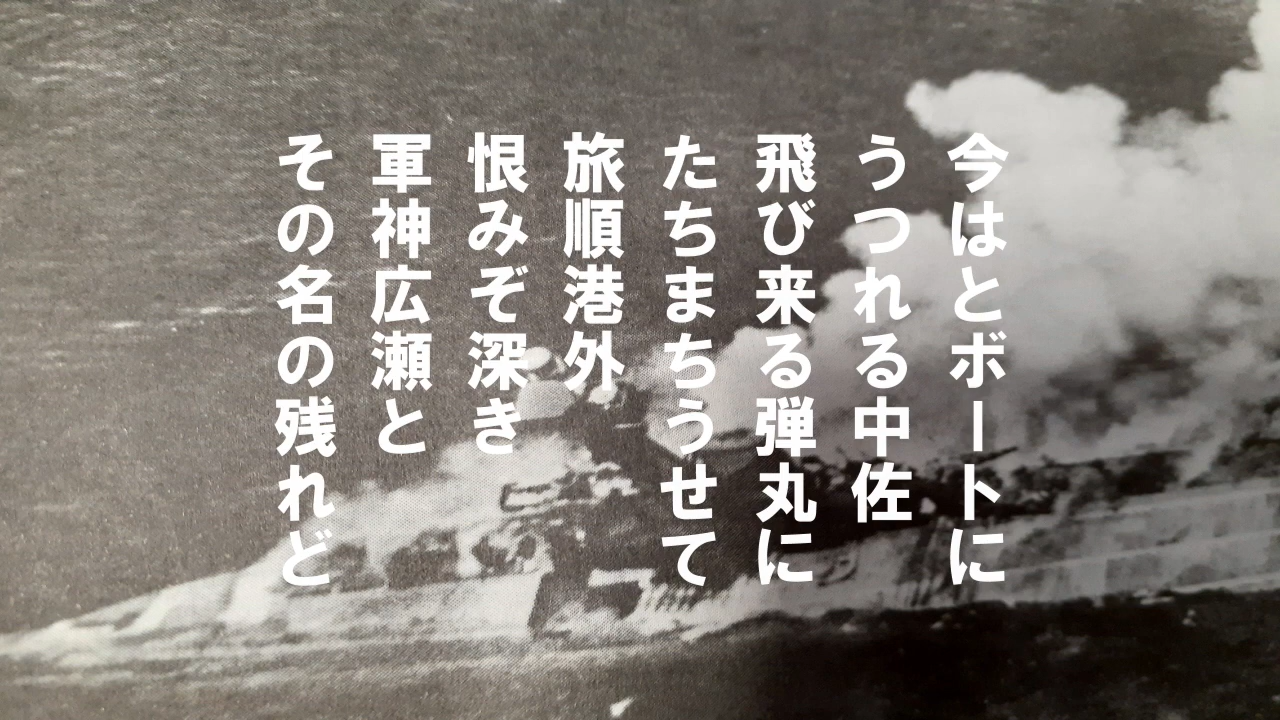 今はとボートに
うつれる中佐
飛び来る弾丸に
たちまちうせて
旅順港外
恨みぞ深き
軍神広瀬と
その名の残れど